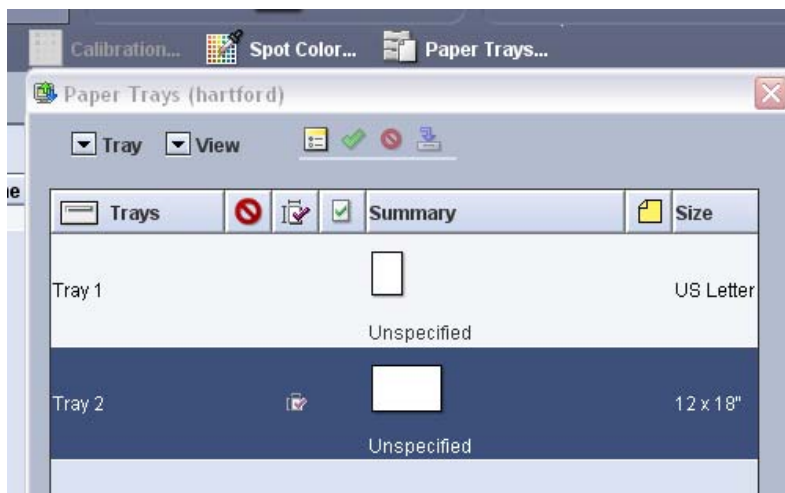 Calibration... Spot Color... Paper Trays...
Paper Trays (hartford)
Tray View
Trays Summary Size
Tray 1 US Letter
Unspecified
Tray 2 12 x 18"
Unspecified